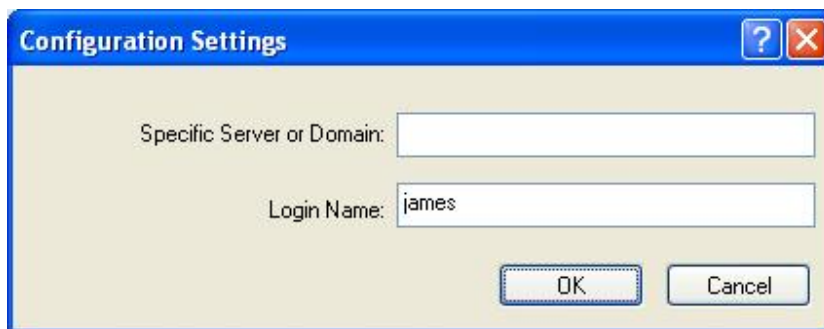 Configuration Settings ?
Specific Server or Domain:
Login Name: james
OK Cancel